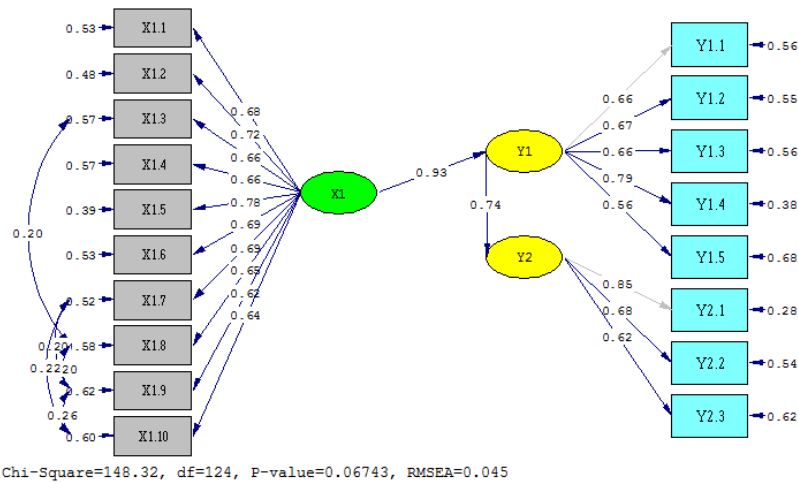 0.53 X1.1
0.48 X1.2
0.57 X1.3
0.57 X1.4
0.39 X1.5
0.53 X1.6
0.52 X1.7
0.58 X1.8
0.62 X1.9
0.60 X1.10
0.20
0.20
0.22
20
0.26
0.68
0.72
0.66
0.66
0.78
0.69
0.69
0.65
0.62
0.64
X1
0.93
Y1
0.74
Y2
0.66
0.67
0.66
0.79
0.56
0.85
0.68
0.62
Y1.1 0.56
Y1.2 0.55
Y1.3 0.56
Y1.4 0.38
Y1.5 0.68
Y2.1 0.28
Y2.2 0.54
Y2.3 0.62
Chi-Square=148.32, df=124, P-value=0.06743, RMSEA=0.045